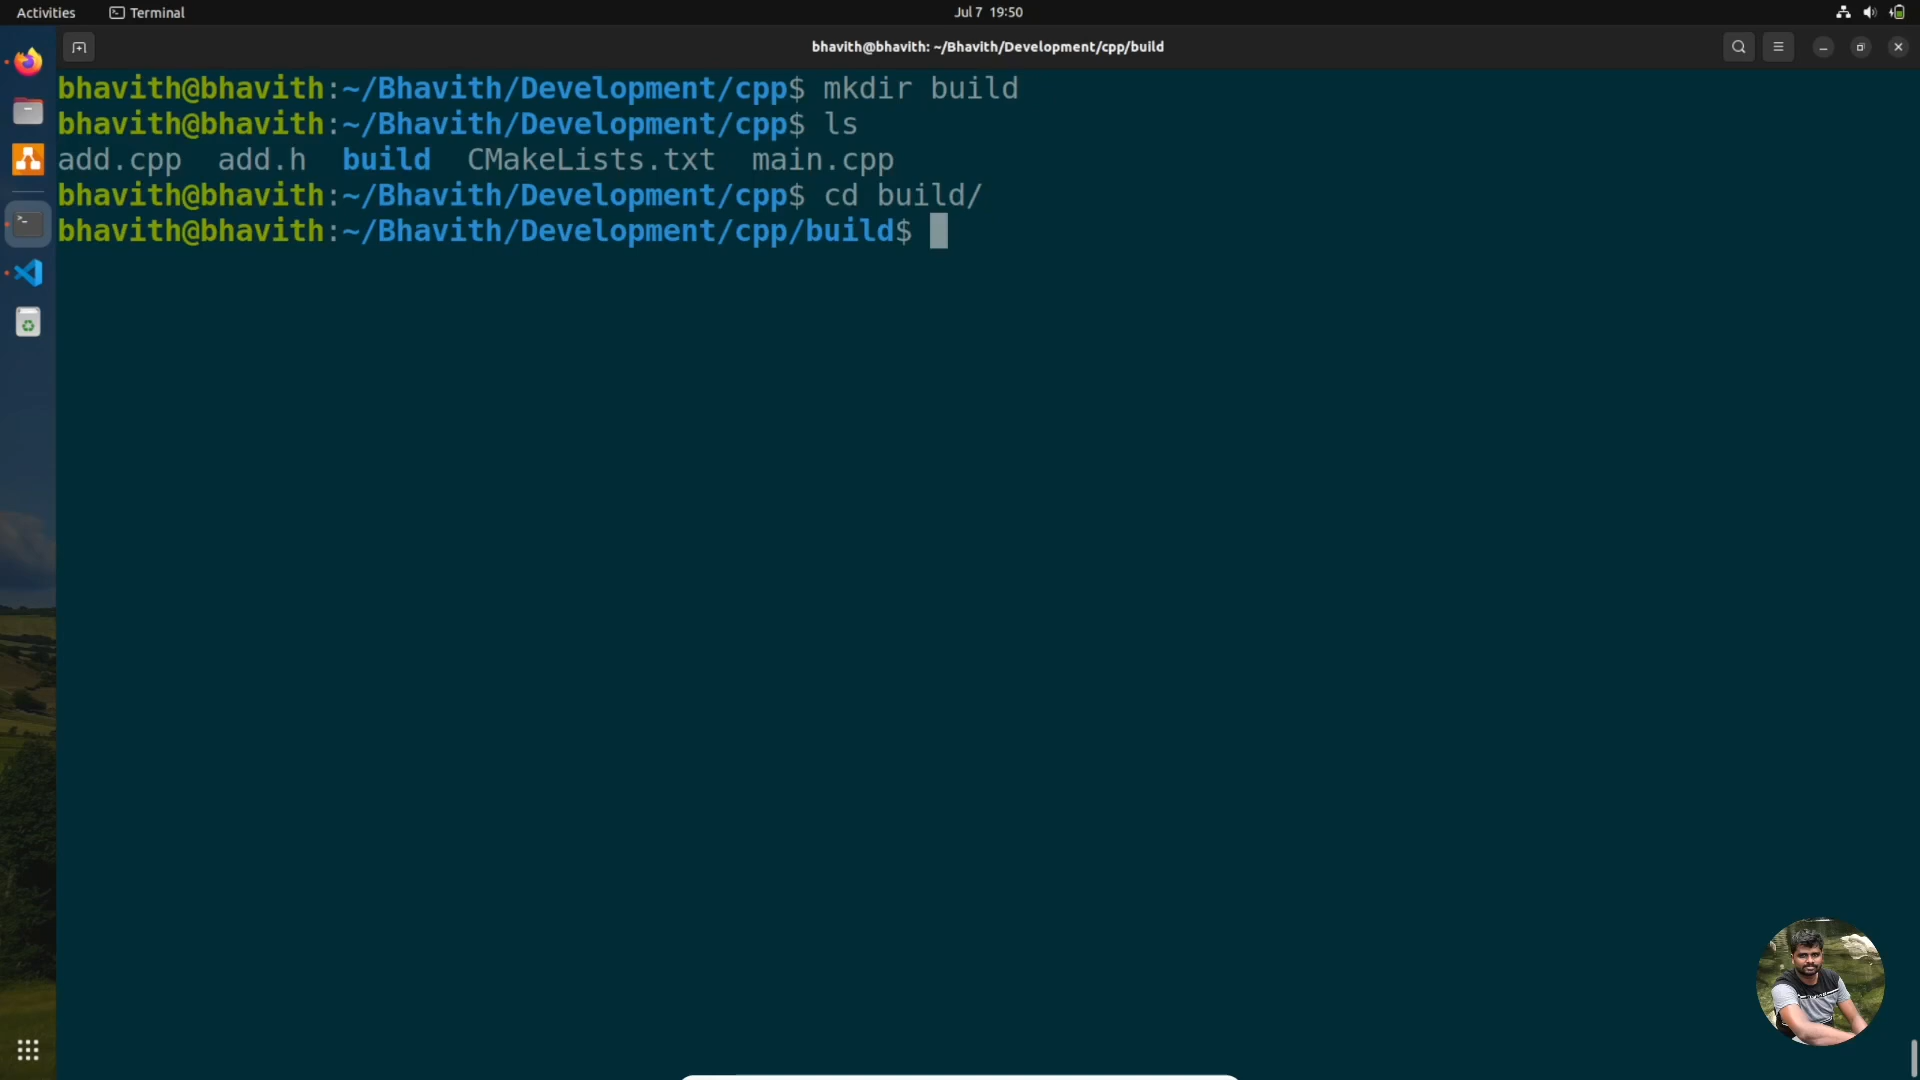 Activities Terminal Jul 7 19:50
bhavith@bhavith: ~/Bhavith/Development/cpp/build
bhavith@bhavith:~/Bhavith/Development/cpp$ mkdir build
bhavith@bhavith:~/Bhavith/Development/cpp$ ls
add.cpp add.h build CMakeLists.txt main.cpp
bhavith@bhavith:~/Bhavith/Development/cpp$ cd build/
bhavith@bhavith:~/Bhavith/Development/cpp/build$